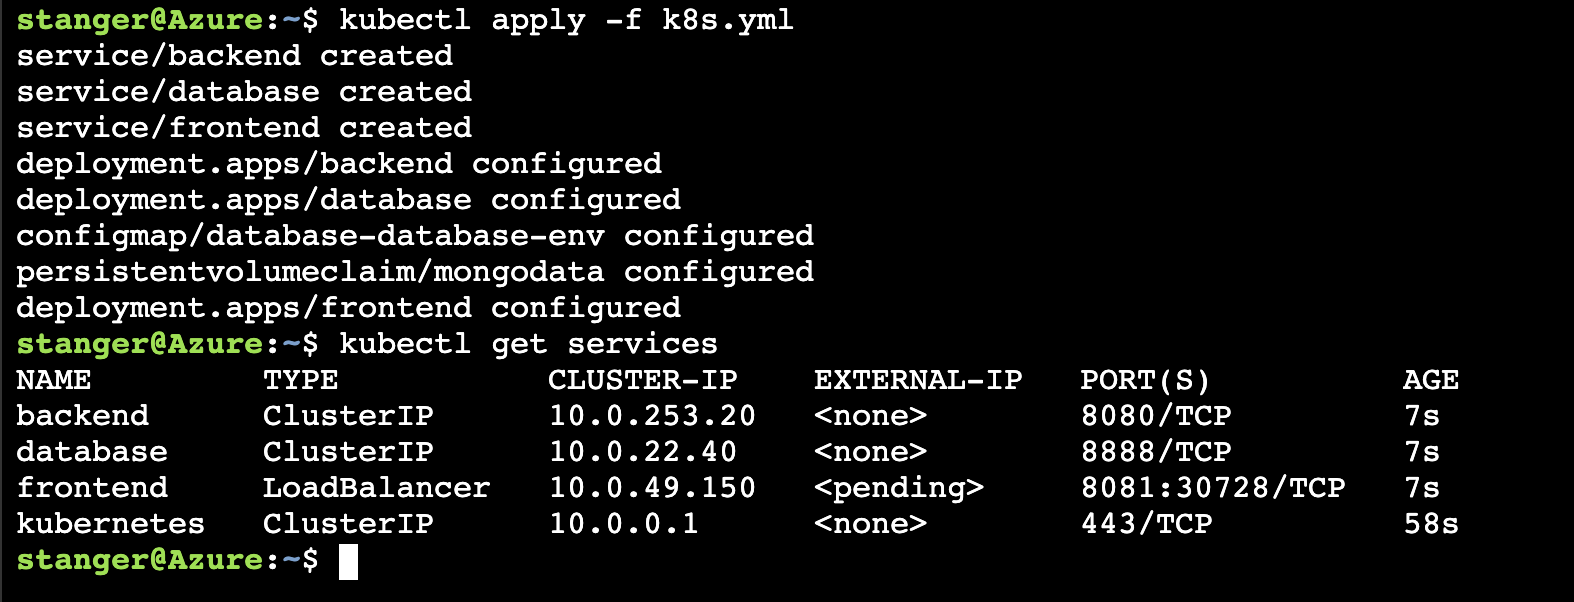 stanger@Azure:~$ kubectl apply -f k8s.yml
service/backend created
service/database created
service/frontend created
deployment.apps/backend configured
deployment.apps/database configured
configmap/database-database-env configured
persistentvolumeclaim/mongodata configured
deployment.apps/frontend configured
stanger@Azure:~$ kubectl get services
NAME         TYPE           CLUSTER-IP    EXTERNAL-IP   PORT(S)          AGE
backend      ClusterIP      10.0.253.20   <none>        8080/TCP         7s
database     ClusterIP      10.0.22.40    <none>        8888/TCP         7s
frontend     LoadBalancer   10.0.49.150   <pending>     8081:30728/TCP   7s
kubernetes   ClusterIP      10.0.0.1      <none>        443/TCP          58s
stanger@Azure:~$